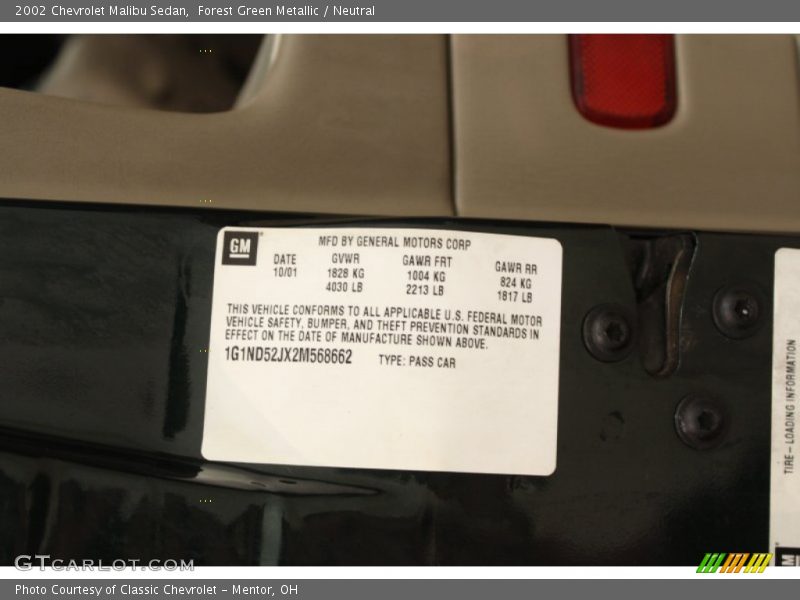 2002 Chevrolet Malibu Sedan,  Forest Green Metallic / Neutral
GM
MFD BY GENERAL MOTORS CORP
DATE GVWR GAWR FRT GAWR RR
10/01 1828 KG 1004 KG 824 KG
4030 LB 2213 LB 1817 LB
THIS VEHICLE CONFORMS TO ALL APPLICABLE U.S. FEDERAL MOTOR
VEHICLE SAFETY, BUMPER, AND THEFT PREVENTION STANDARDS IN
EFFECT ON THE DATE OF MANUFACTURE SHOWN ABOVE.
1G1ND52JX2M568662 TYPE: PASS CAR
TIRE-LOADING INFORMATION
GM
GTCARLOT.COM
Photo Courtesy of Classic Chevrolet - Mentor, OH